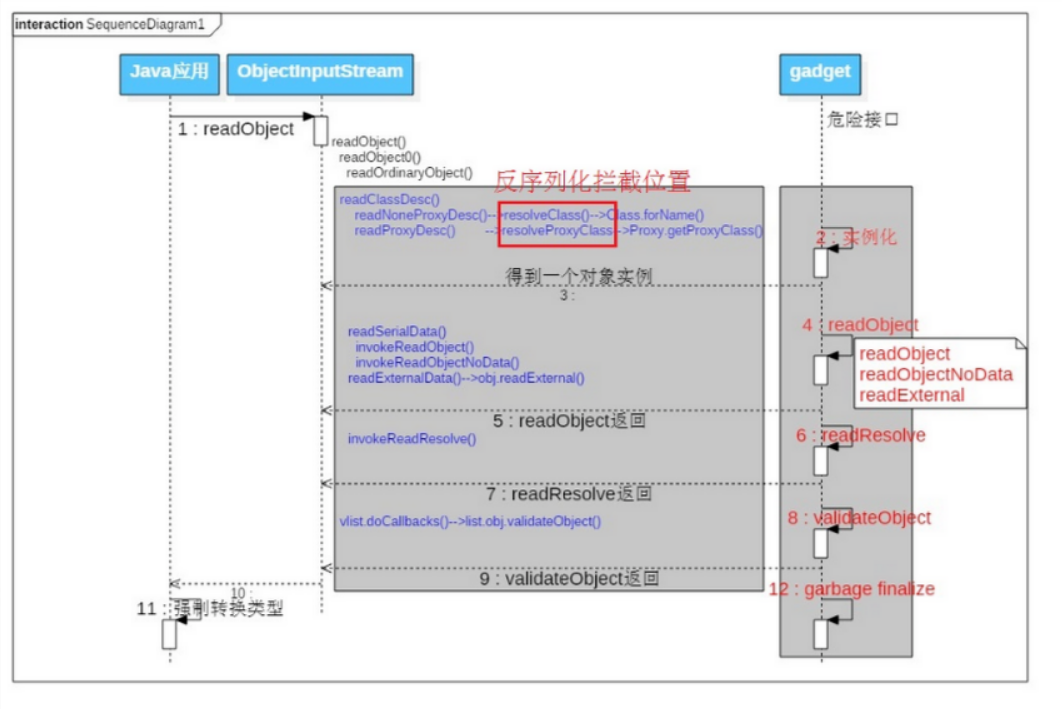 interaction SequenceDiagram1
Java应用
ObjectInputStream
gadget
危险接口
1 : readObject
readObject()
readObject0()
readOrdinaryObject()
反序列化拦截位置
readClassDesc()
readNoneProxyDesc()-->resolveClass()-->Class.forName()
readProxyDesc() -->resolveProxyClass-->Proxy.getProxyClass()
2 : 实例化
得到一个对象实例
3 :
4 : readObject
readSerialData()
invokeReadObject()
invokeReadObjectNoData()
readExternalData()-->obj.readExternal()
readObject
readObjectNoData
readExternal
5 : readObject返回
6 : readResolve
invokeReadResolve()
7 : readResolve返回
8 : validateObject
vlist.doCallbacks()-->list.obj.validateObject()
9 : validateObject返回
10 :
11 : 强制转换类型
12 : garbage finalize